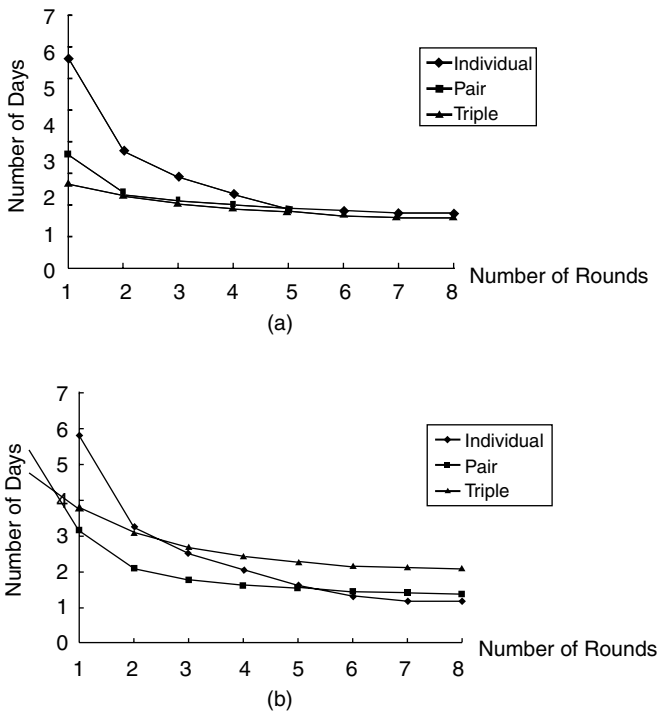 7
6
5
4
3
2
1
0
Number of Days
Individual
Pair
Triple
1 2 3 4 5 6 7 8
Number of Rounds
(a)
7
6
5
4
3
2
1
0
Number of Days
Individual
Pair
Triple
1 2 3 4 5 6 7 8
Number of Rounds
(b)